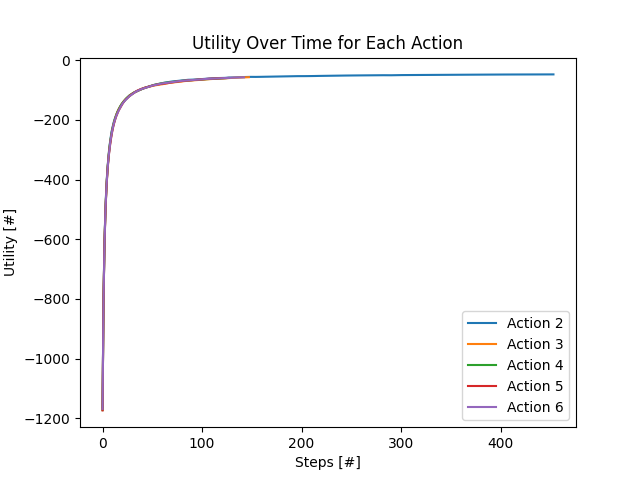 Utility Over Time for Each Action
0
−200
−400
−600
−800
−1000
−1200
Utility [#]
0 100 200 300 400
Steps [#]
Action 2
Action 3
Action 4
Action 5
Action 6